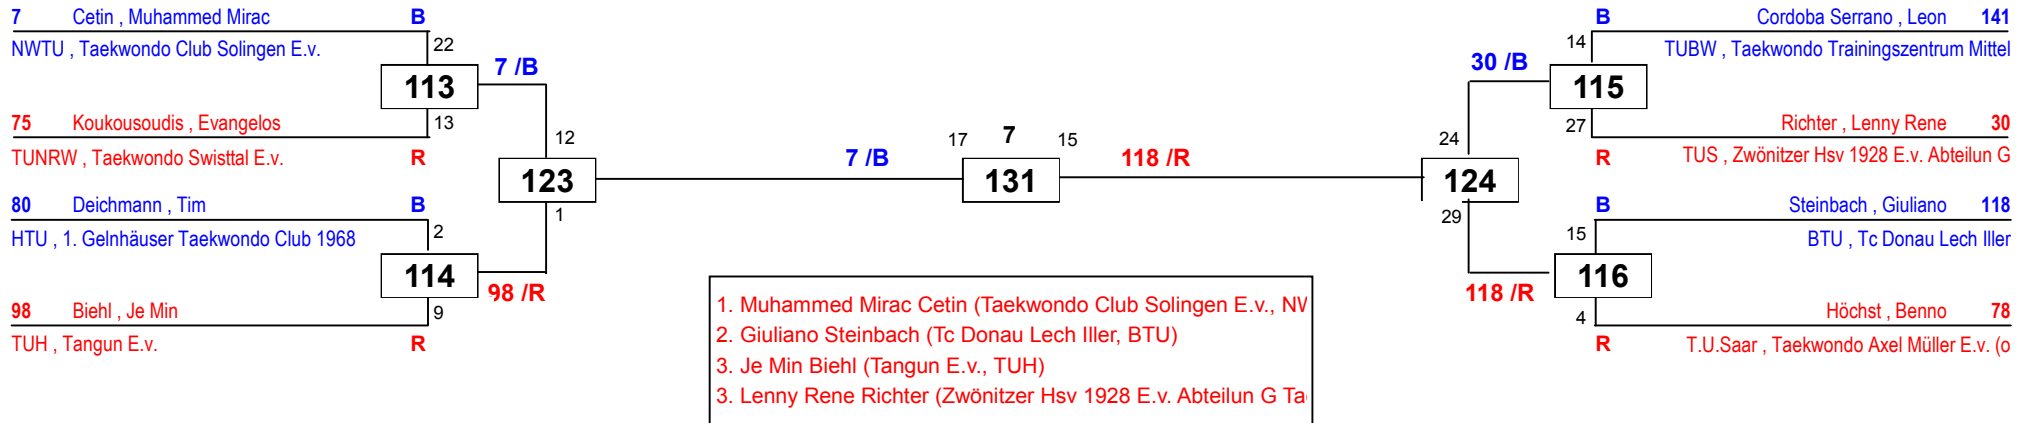 7 Cetin , Muhammed Mirac B
NWTU , Taekwondo Club Solingen E.v.
22
113
7 /B
13
75 Koukousoudis , Evangelos
TUNRW , Taekwondo Swisttal E.v. R
80 Deichmann , Tim B
HTU , 1. Gelnhäuser Taekwondo Club 1968
2
114
98 /R
9
98 Biehl , Je Min
TUH , Tangun E.v. R
12
123
1
7 /B
17 7 15
131
118 /R
24
124
29
B Cordoba Serrano , Leon 141
TUBW , Taekwondo Trainingszentrum Mittel
14
30 /B
115
27
Richter , Lenny Rene 30
R TUS , Zwönitzer Hsv 1928 E.v. Abteilun G
B Steinbach , Giuliano 118
BTU , Tc Donau Lech Iller
15
116
118 /R
4
Höchst , Benno 78
R T.U.Saar , Taekwondo Axel Müller E.v. (o
1. Muhammed Mirac Cetin (Taekwondo Club Solingen E.v., NW
2. Giuliano Steinbach (Tc Donau Lech Iller, BTU)
3. Je Min Biehl (Tangun E.v., TUH)
3. Lenny Rene Richter (Zwönitzer Hsv 1928 E.v. Abteilun G Ta